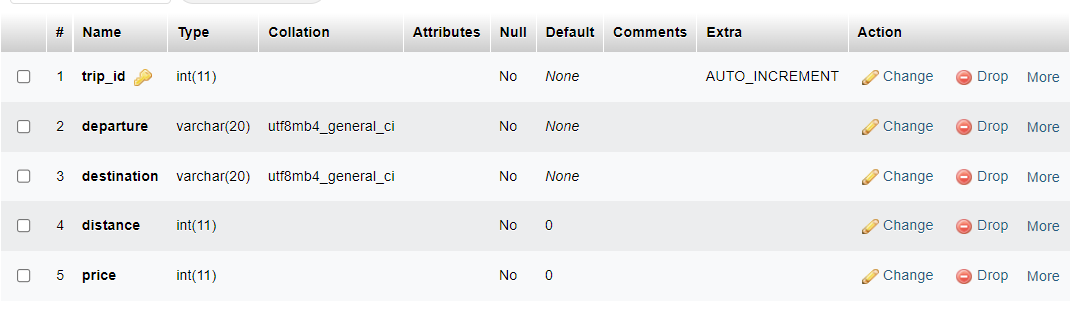 # Name Type Collation Attributes Null Default Comments Extra Action
1 trip_id int(11) No None AUTO_INCREMENT Change Drop More
2 departure varchar(20) utf8mb4_general_ci No None Change Drop More
3 destination varchar(20) utf8mb4_general_ci No None Change Drop More
4 distance int(11) No 0 Change Drop More
5 price int(11) No 0 Change Drop More